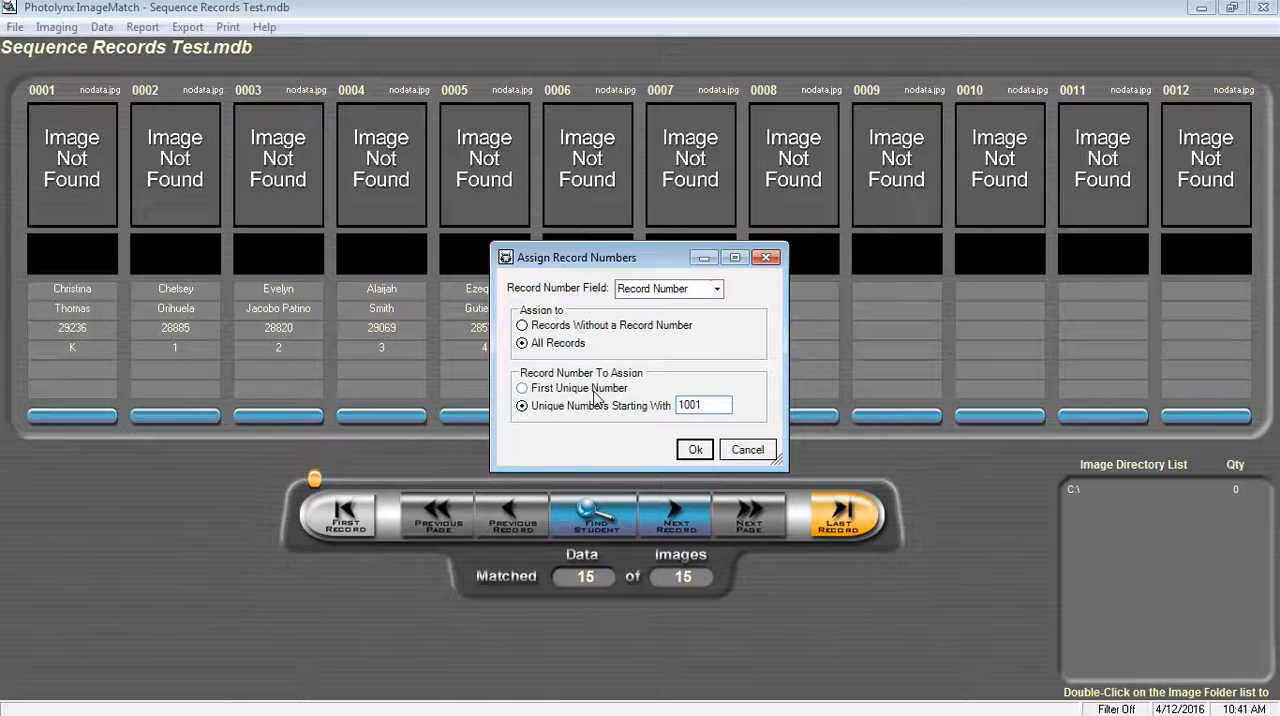 Photolynx ImageMatch - Sequence Records Test.mdb
File Imaging Data Report Export Print Help
Sequence Records Test.mdb
0001 nodata.jpg 0002 nodata.jpg 0003 nodata.jpg 0004 nodata.jpg 0005 nodata.jpg 0006 nodata.jpg 0007 nodata.jpg 0008 nodata.jpg 0009 nodata.jpg 0010 nodata.jpg 0011 nodata.jpg 0012 nodata.jpg
Image Image Image Image Image Image Image Image Image Image Image Image
Not Not Not Not Not Not Not Not Not Not Not Not
Found Found Found Found Found Found Found Found Found Found Found Found
Assign Record Numbers
Christina Chelsey Evelyn Alaijah Ezeq
Thomas Orihuela Jacobo Patino Smith Gutie
29236 28885 28820 29069 285
K 1 2 3 4
Record Number Field: Record Number
Assign to
Records Without a Record Number
All Records
Record Number To Assign
First Unique Number
Unique Numbers Starting With 1001
Ok Cancel
FIRST RECORD
PREVIOUS PAGE
PREVIOUS RECORD
FIND STUDENT
NEXT RECORD
NEXT PAGE
LAST RECORD
Data Images
Matched 15 of 15
Image Directory List Qty
C:\ 0
Double-Click on the Image Folder list to
Filter Off 4/12/2016 10:41 AM